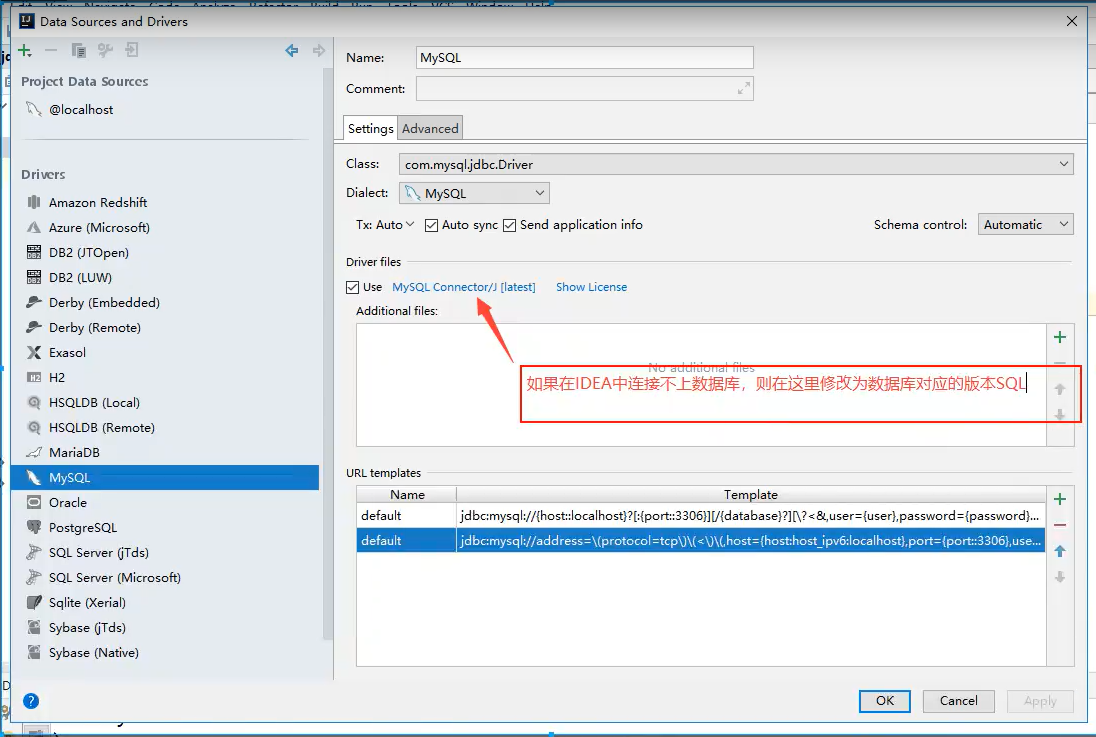 Data Sources and Drivers
Project Data Sources
@localhost
Drivers
Amazon Redshift
Azure (Microsoft)
DB2 (JTOpen)
DB2 (LUW)
Derby (Embedded)
Derby (Remote)
Exasol
H2
HSQLDB (Local)
HSQLDB (Remote)
MariaDB
MySQL
Oracle
PostgreSQL
SQL Server (jTds)
SQL Server (Microsoft)
Sqlite (Xerial)
Sybase (jTds)
Sybase (Native)
Name: MySQL
Comment:
Settings Advanced
Class: com.mysql.jdbc.Driver
Dialect: MySQL
Tx: Auto Auto sync Send application info Schema control: Automatic
Driver files
Use MySQL Connector/J [latest] Show License
Additional files:
No additional files
如果在IDEA中连接不上数据库，则在这里修改为数据库对应的版本SQL
URL templates
Name Template
default jdbc:mysql://{host::localhost}?[:{port::3306}][/{database}?][\?<&,user={user},password={password}...
default jdbc:mysql://address=\(protocol=tcp\)\(<\)\(,host={host:host_ipv6:localhost},port={port::3306},use...
OK Cancel Apply